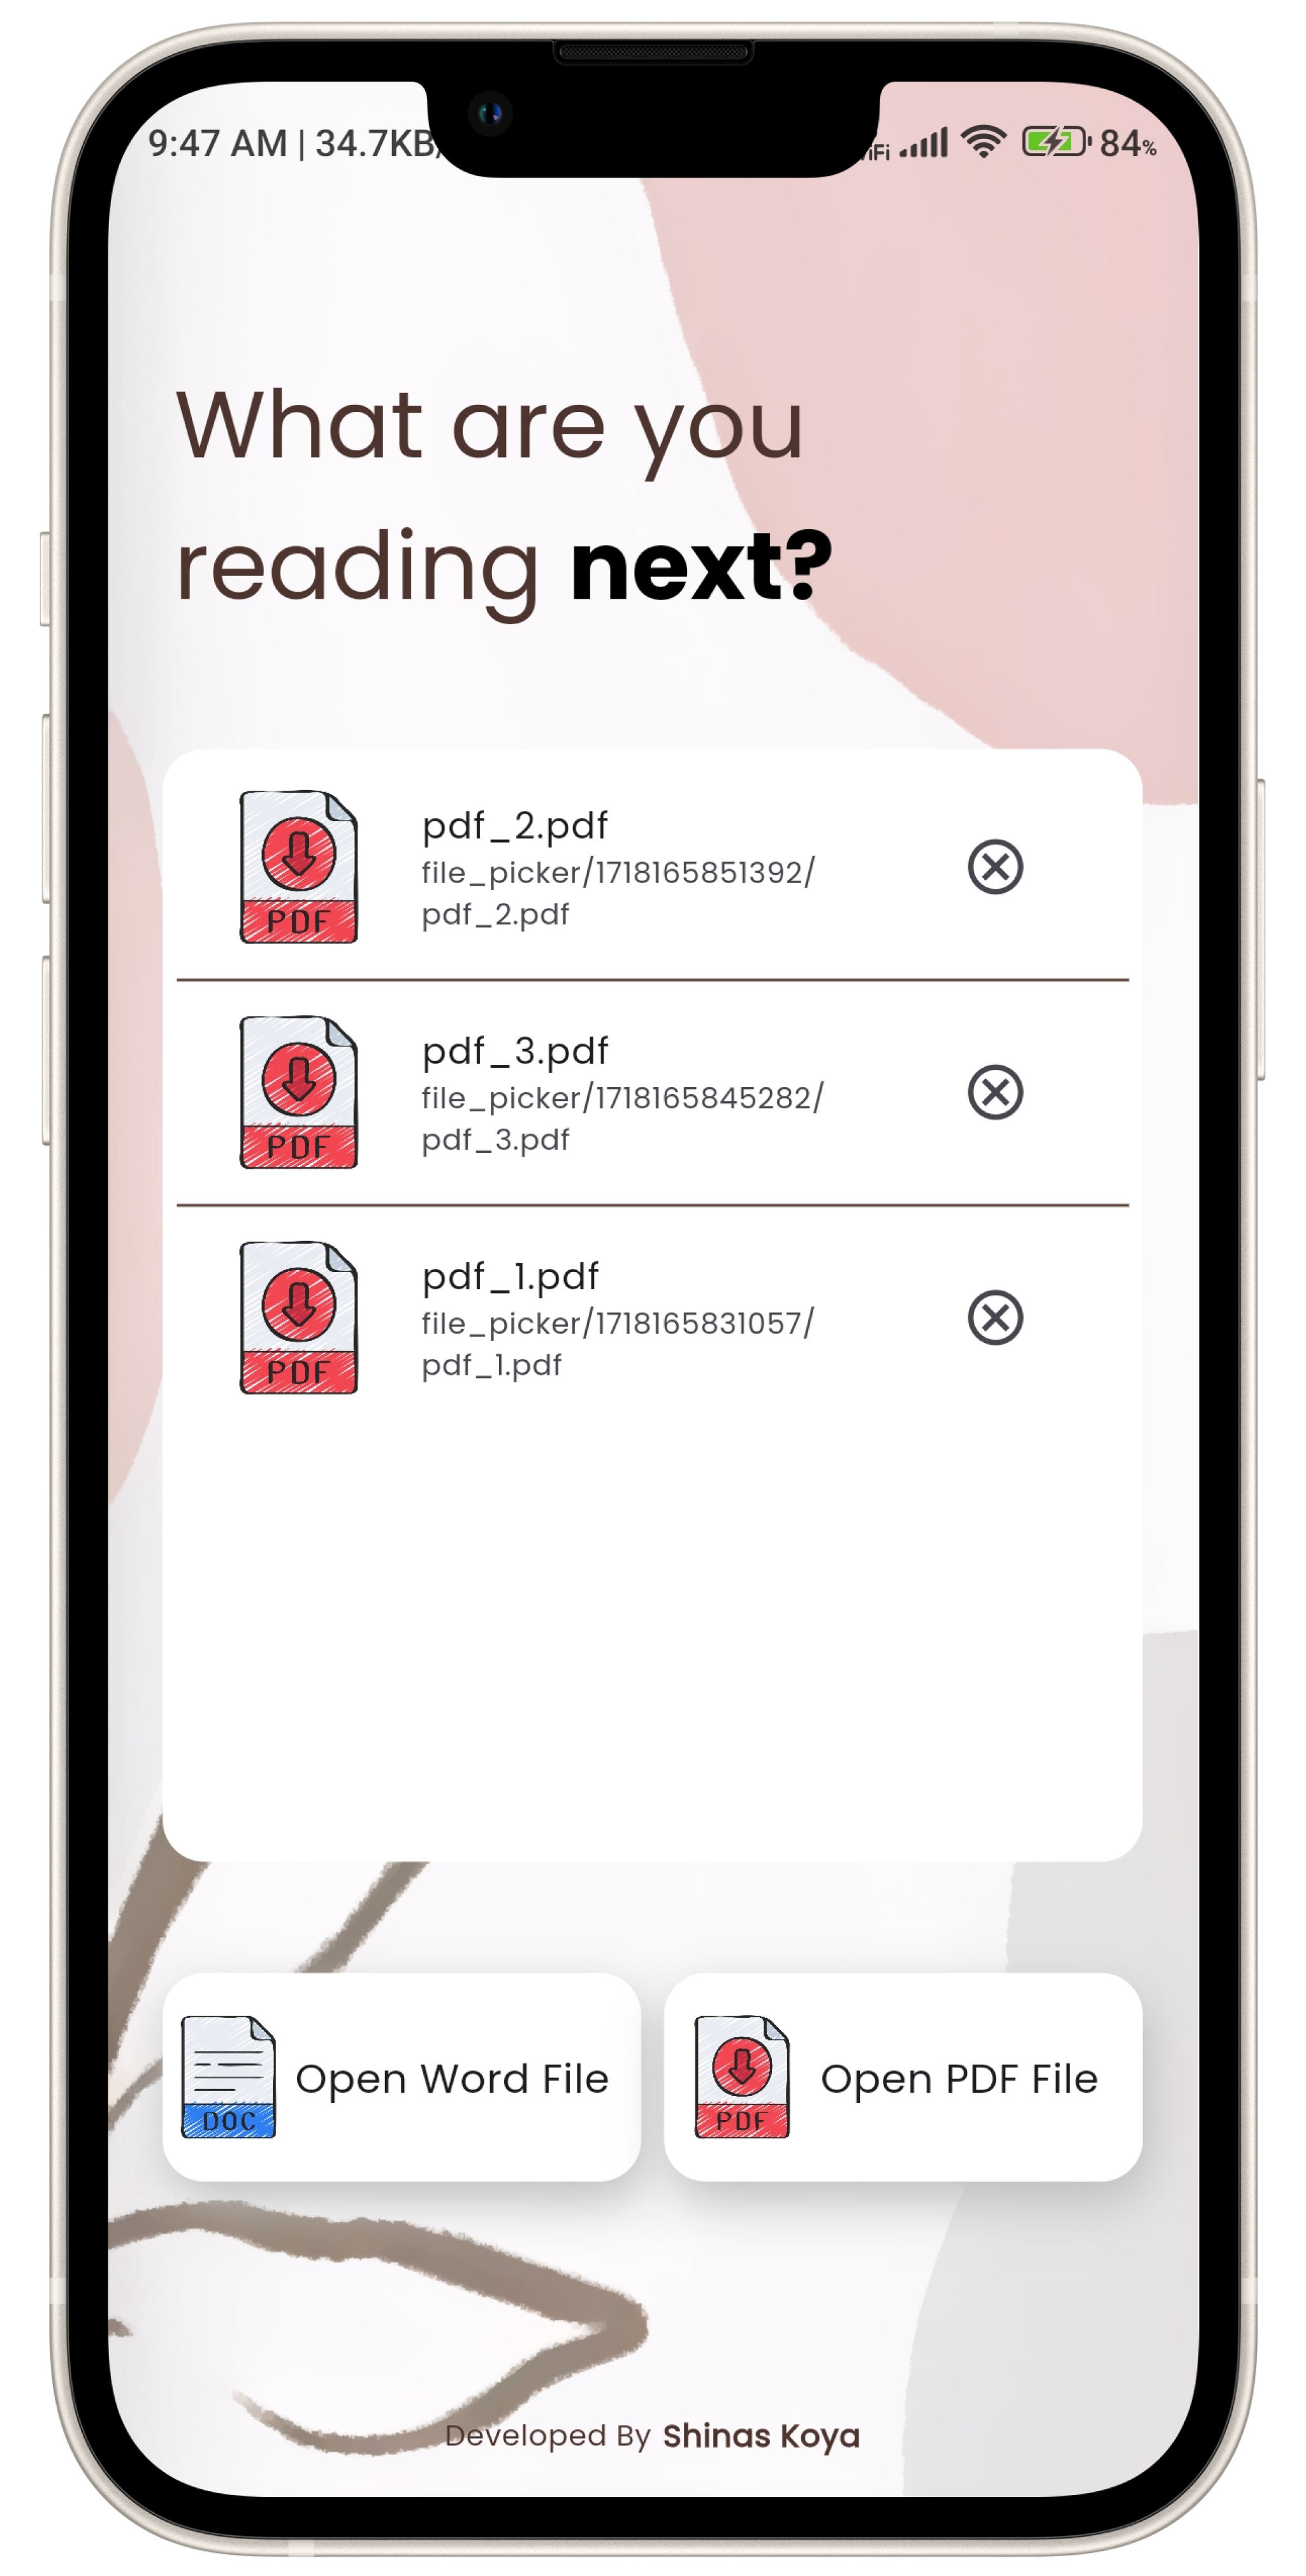 9:47 AM | 34.7KB/
84%
What are you
reading next?
PDF
pdf_2.pdf
file_picker/1718165851392/
pdf_2.pdf
PDF
pdf_3.pdf
file_picker/1718165845282/
pdf_3.pdf
PDF
pdf_1.pdf
file_picker/1718165831057/
pdf_1.pdf
DOC
Open Word File
PDF
Open PDF File
Developed By Shinas Koya